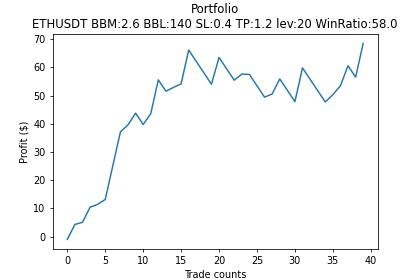 Portfolio
ETHUSDT BBM:2.6 BBL:140 SL:0.4 TP:1.2 lev:20 WinRatio:58.0
70
60
50
40
30
20
10
0
Profit ($)
0 5 10 15 20 25 30 35 40
Trade counts